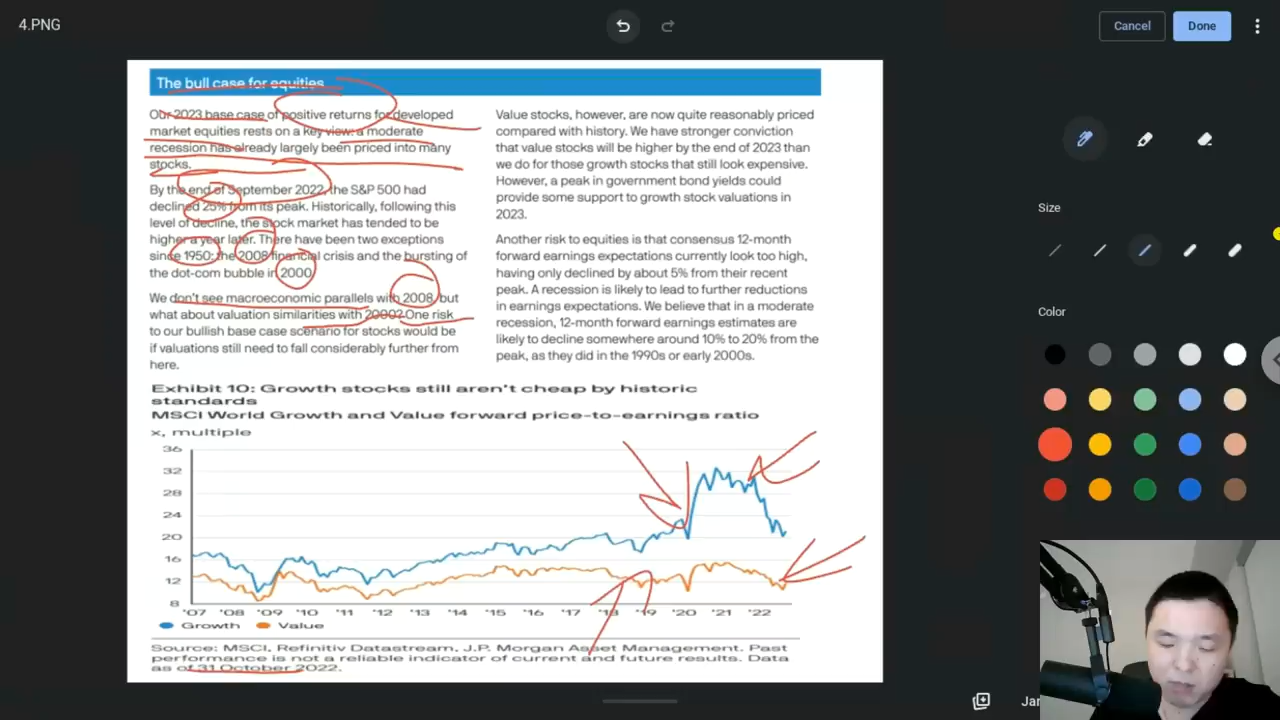 4.PNG
Cancel
Done
The bull case for equities
Our 2023 base case of positive returns for developed
market equities rests on a key view: a moderate
recession has already largely been priced into many
stocks.
By the end of September 2022, the S&P 500 had
declined 25% from its peak. Historically, following this
level of decline, the stock market has tended to be
higher a year later. There have been two exceptions
since 1950: the 2008 financial crisis and the bursting of
the dot-com bubble in 2000.
We don't see macroeconomic parallels with 2008, but
what about valuation similarities with 2000? One risk
to our bullish base case scenario for stocks would be
if valuations still need to fall considerably further from
here.
Value stocks, however, are now quite reasonably priced
compared with history. We have stronger conviction
that value stocks will be higher by the end of 2023 than
we do for those growth stocks that still look expensive.
However, a peak in government bond yields could
provide some support to growth stock valuations in
2023.
Another risk to equities is that consensus 12-month
forward earnings expectations currently look too high,
having only declined by about 5% from their recent
peak. A recession is likely to lead to further reductions
in earnings expectations. We believe that in a moderate
recession, 12-month forward earnings estimates are
likely to decline somewhere around 10% to 20% from the
peak, as they did in the 1990s or early 2000s.
Exhibit 10: Growth stocks still aren't cheap by historic
standards
MSCI World Growth and Value forward price-to-earnings ratio
x, multiple
36
32
28
24
20
16
12
8
'07 '08 '09 '10 '11 '12 '13 '14 '15 '16 '17 '18 '19 '20 '21 '22
Growth Value
Source: MSCI, Refinitiv Datastream, J.P. Morgan Asset Management. Past
performance is not a reliable indicator of current and future results. Data
as of 31 October 2022.
Size
Color